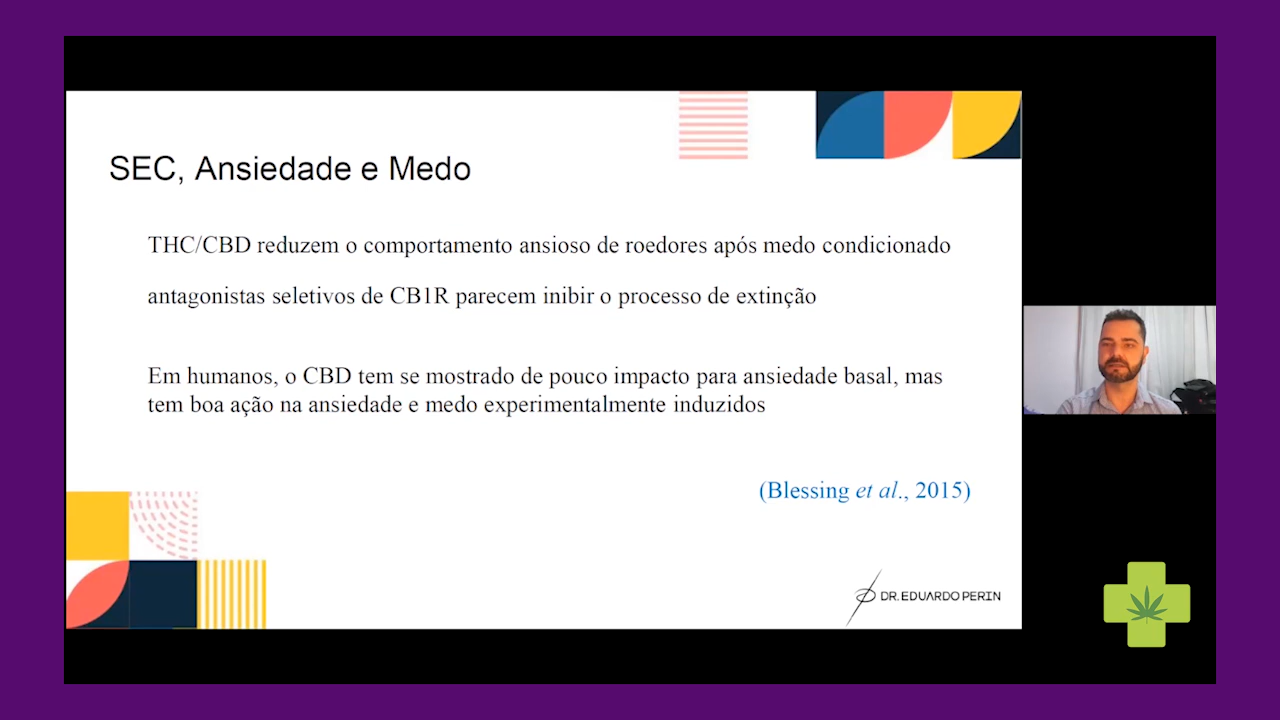 SEC, Ansiedade e Medo
THC/CBD reduzem o comportamento ansioso de roedores após medo condicionado
antagonistas seletivos de CB1R parecem inibir o processo de extinção
Em humanos, o CBD tem se mostrado de pouco impacto para ansiedade basal, mas
tem boa ação na ansiedade e medo experimentalmente induzidos
(Blessing et al., 2015)
DR. EDUARDO PERIN